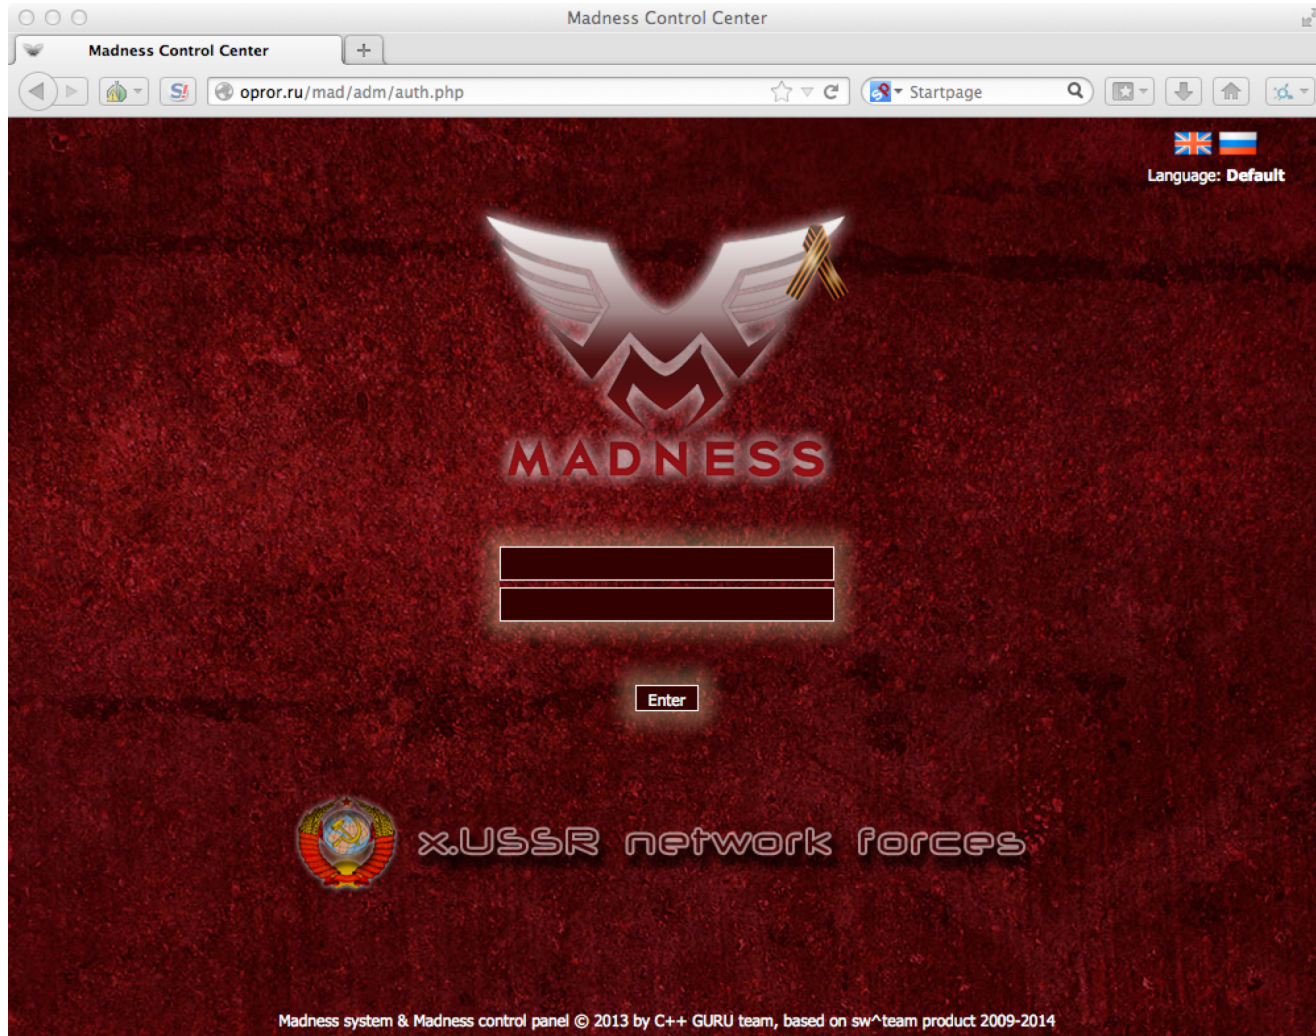 Madness Control Center
Madness Control Center
opror.ru/mad/adm/auth.php
Startpage
Language: Default
MADNESS
Enter
x.USSR network forces
Madness system & Madness control panel © 2013 by C++ GURU team, based on sw^team product 2009-2014